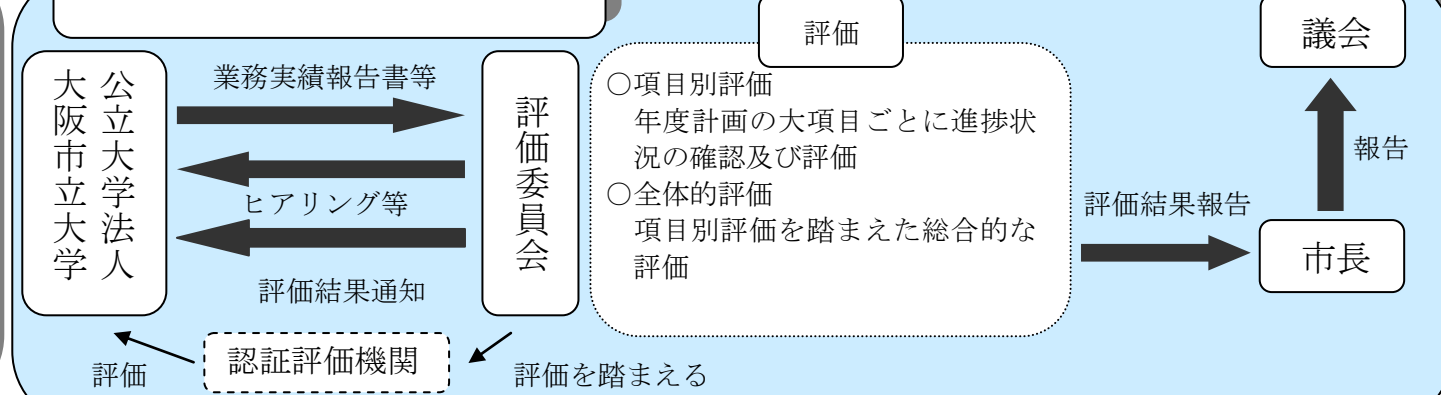 公立大学法人
大阪市立大学
業務実績報告書等
ヒアリング等
評価結果通知
評価委員会
評価
認証評価機関
評価を踏まえる
評価
○項目別評価
年度計画の大項目ごとに進捗状
況の確認及び評価
○全体的評価
項目別評価を踏まえた総合的な
評価
評価結果報告
議会
報告
市長